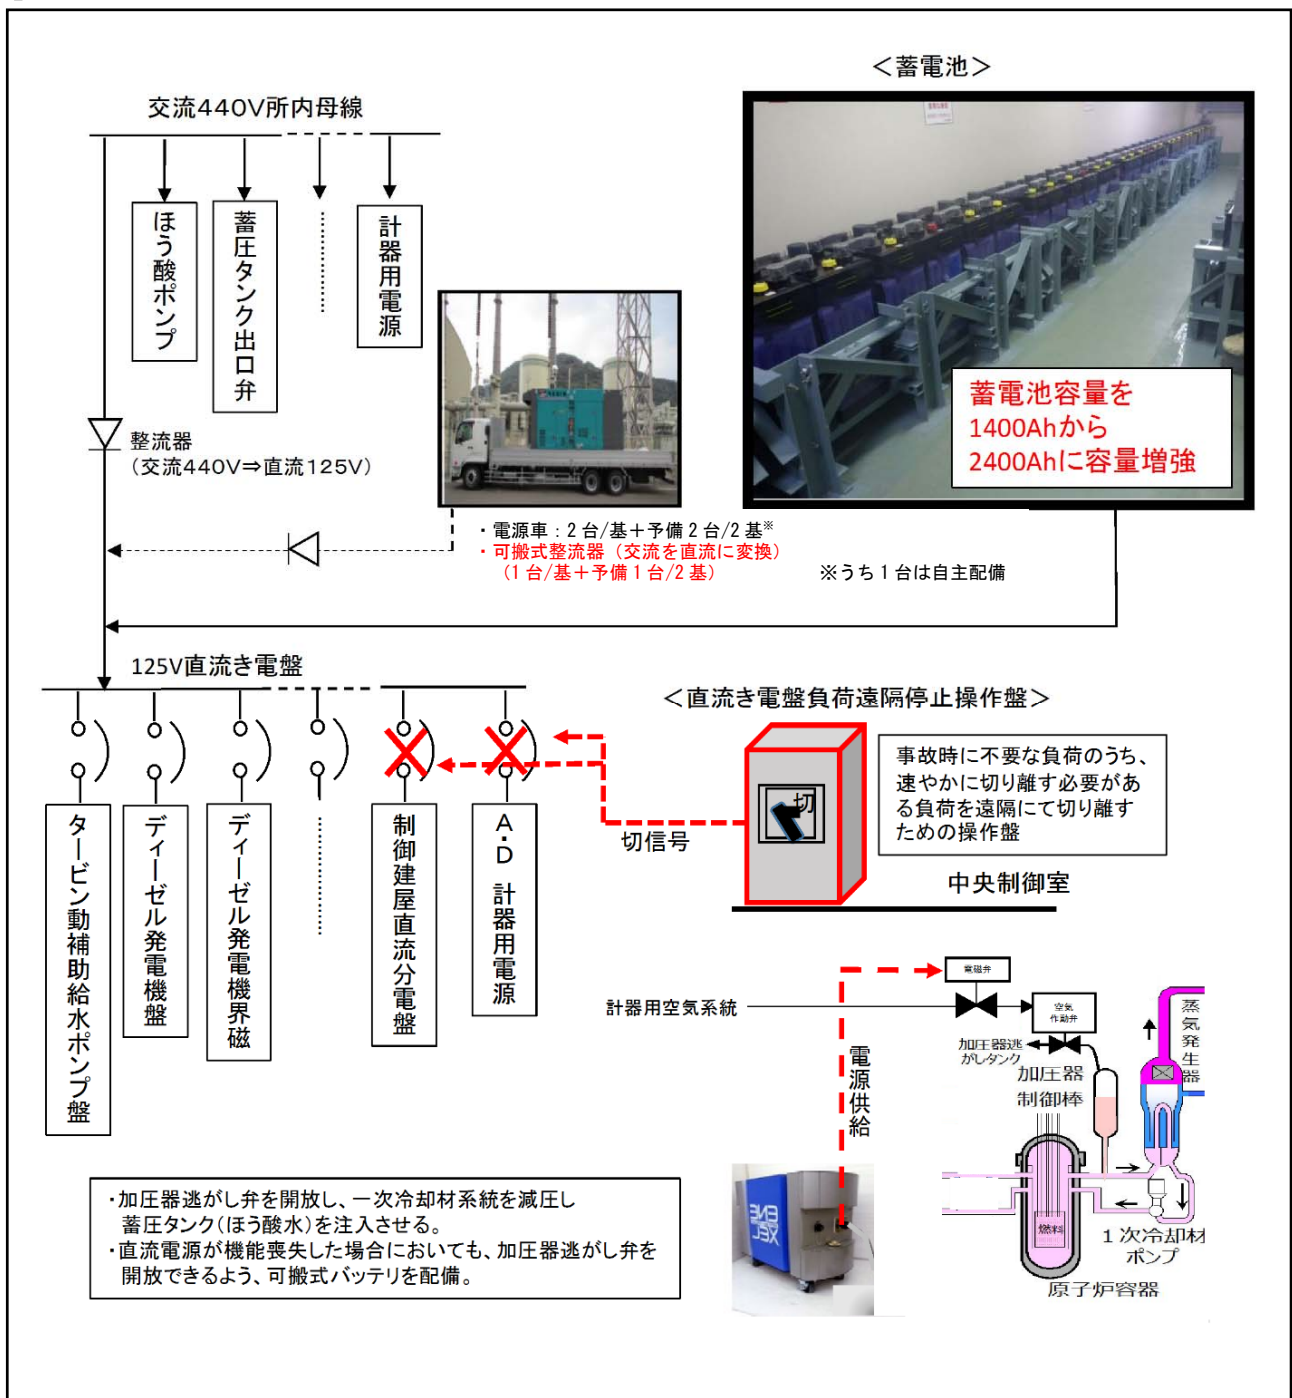 ＜蓄電池＞
交流440V所内母線
ほう酸ポンプ
蓄圧タンク出口弁
計器用電源
蓄電池容量を
1400Ahから
2400Ahに容量増強
整流器
（交流440V⇒直流125V）
・電源車：2台/基＋予備2台/2基※
・可搬式整流器（交流を直流に変換）
（1台/基＋予備1台/2基）
※うち1台は自主配備
125V直流き電盤
＜直流き電盤負荷遠隔停止操作盤＞
タービン動補助給水ポンプ盤
ディーゼル発電機盤
ディーゼル発電機界磁
制御建屋直流分電盤
A・D 計器用電源
切信号
切
事故時に不要な負荷のうち、
速やかに切り離す必要があ
る負荷を遠隔にて切り離す
ための操作盤
中央制御室
計器用空気系統
電磁弁
空気
作動弁
加圧器逃
がしタンク
加圧器
制御棒
蒸気発生器
電源供給
燃料
1次冷却材
ポンプ
原子炉容器
・加圧器逃がし弁を開放し、一次冷却材系統を減圧し
蓄圧タンク（ほう酸水）を注入させる。
・直流電源が機能喪失した場合においても、加圧器逃がし弁を
開放できるよう、可搬式バッテリを配備。